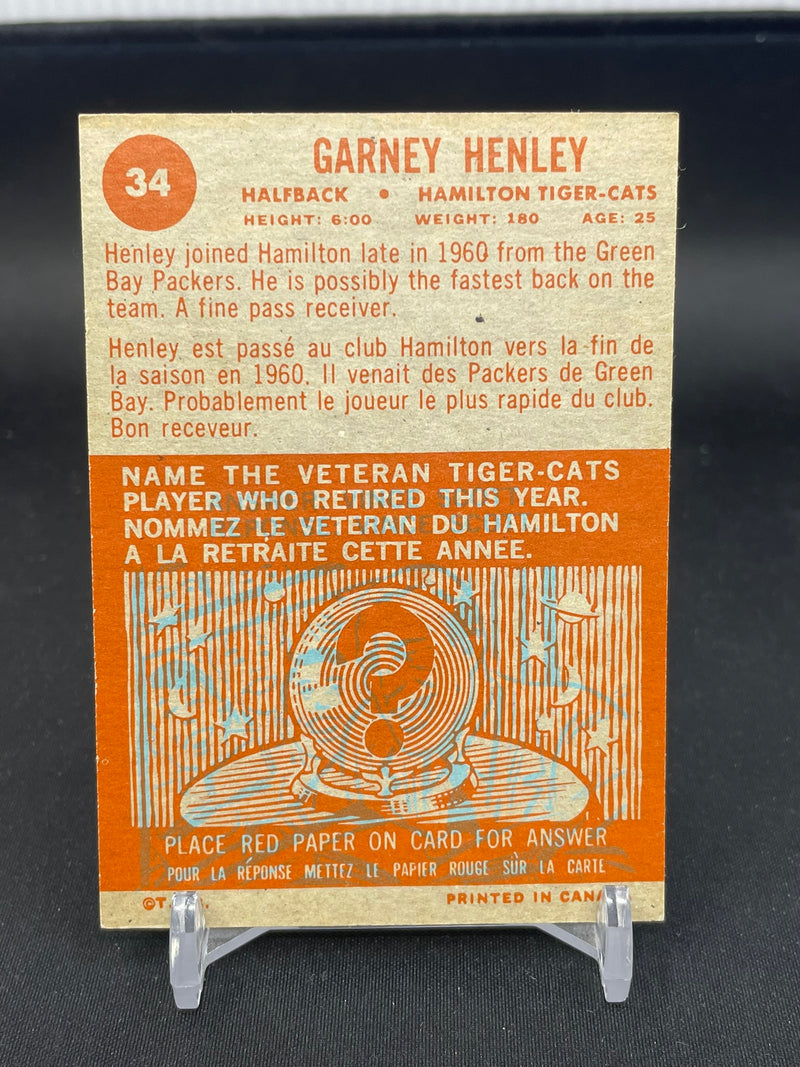 34
GARNEY HENLEY
HALFBACK • HAMILTON TIGER-CATS
HEIGHT: 6:00 WEIGHT: 180 AGE: 25
Henley joined Hamilton late in 1960 from the Green
Bay Packers. He is possibly the fastest back on the
team. A fine pass receiver.
Henley est passé au club Hamilton vers la fin de
la saison en 1960. Il venait des Packers de Green
Bay. Probablement le joueur le plus rapide du club.
Bon receveur.
NAME THE VETERAN TIGER-CATS
PLAYER WHO RETIRED THIS YEAR.
NOMMEZ LE VETERAN DU HAMILTON
A LA RETRAITE CETTE ANNEE.
?
PLACE RED PAPER ON CARD FOR ANSWER
POUR LA RÉPONSE METTEZ LE PAPIER ROUGE SÙR LA CARTE
PRINTED IN